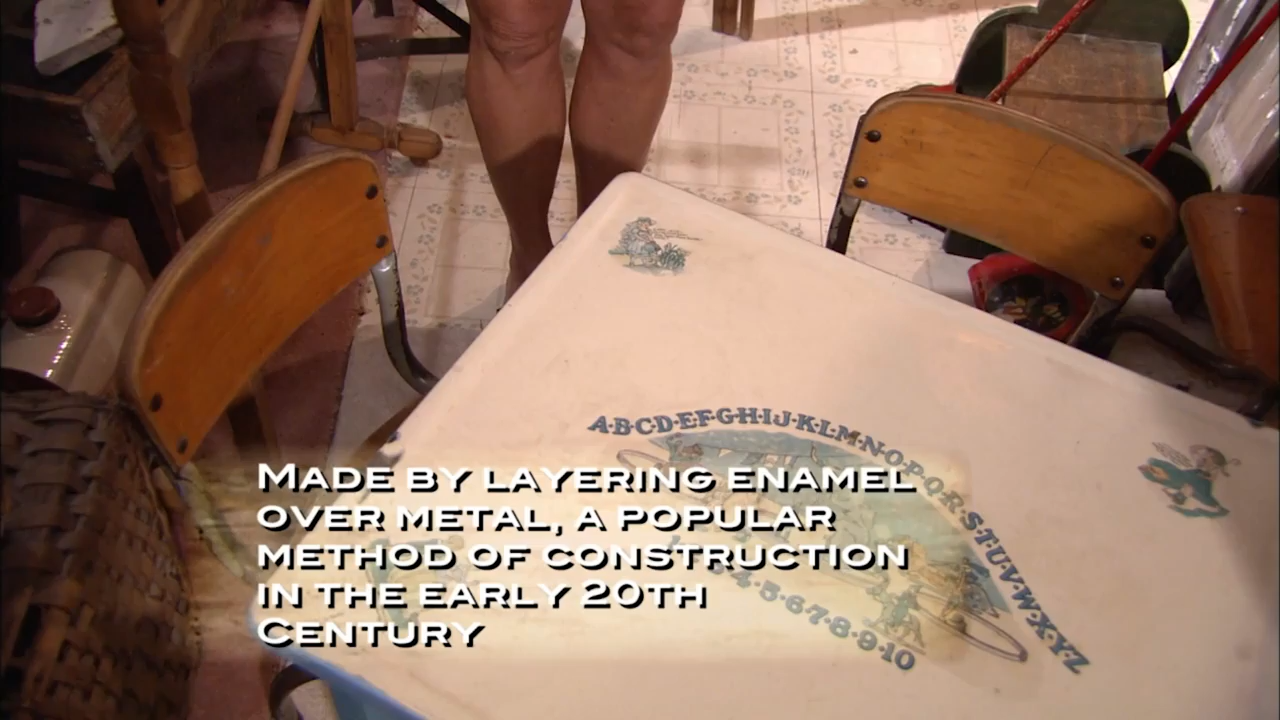 A·B·C·D·E·F·G·H·I·J·K·L·M·N·O·P·Q·R·S·T·U·V·W·X·Y·Z
MADE BY LAYERING ENAMEL
OVER METAL, A POPULAR
METHOD OF CONSTRUCTION
IN THE EARLY 20TH
CENTURY
4·5·6·7·8·9·10